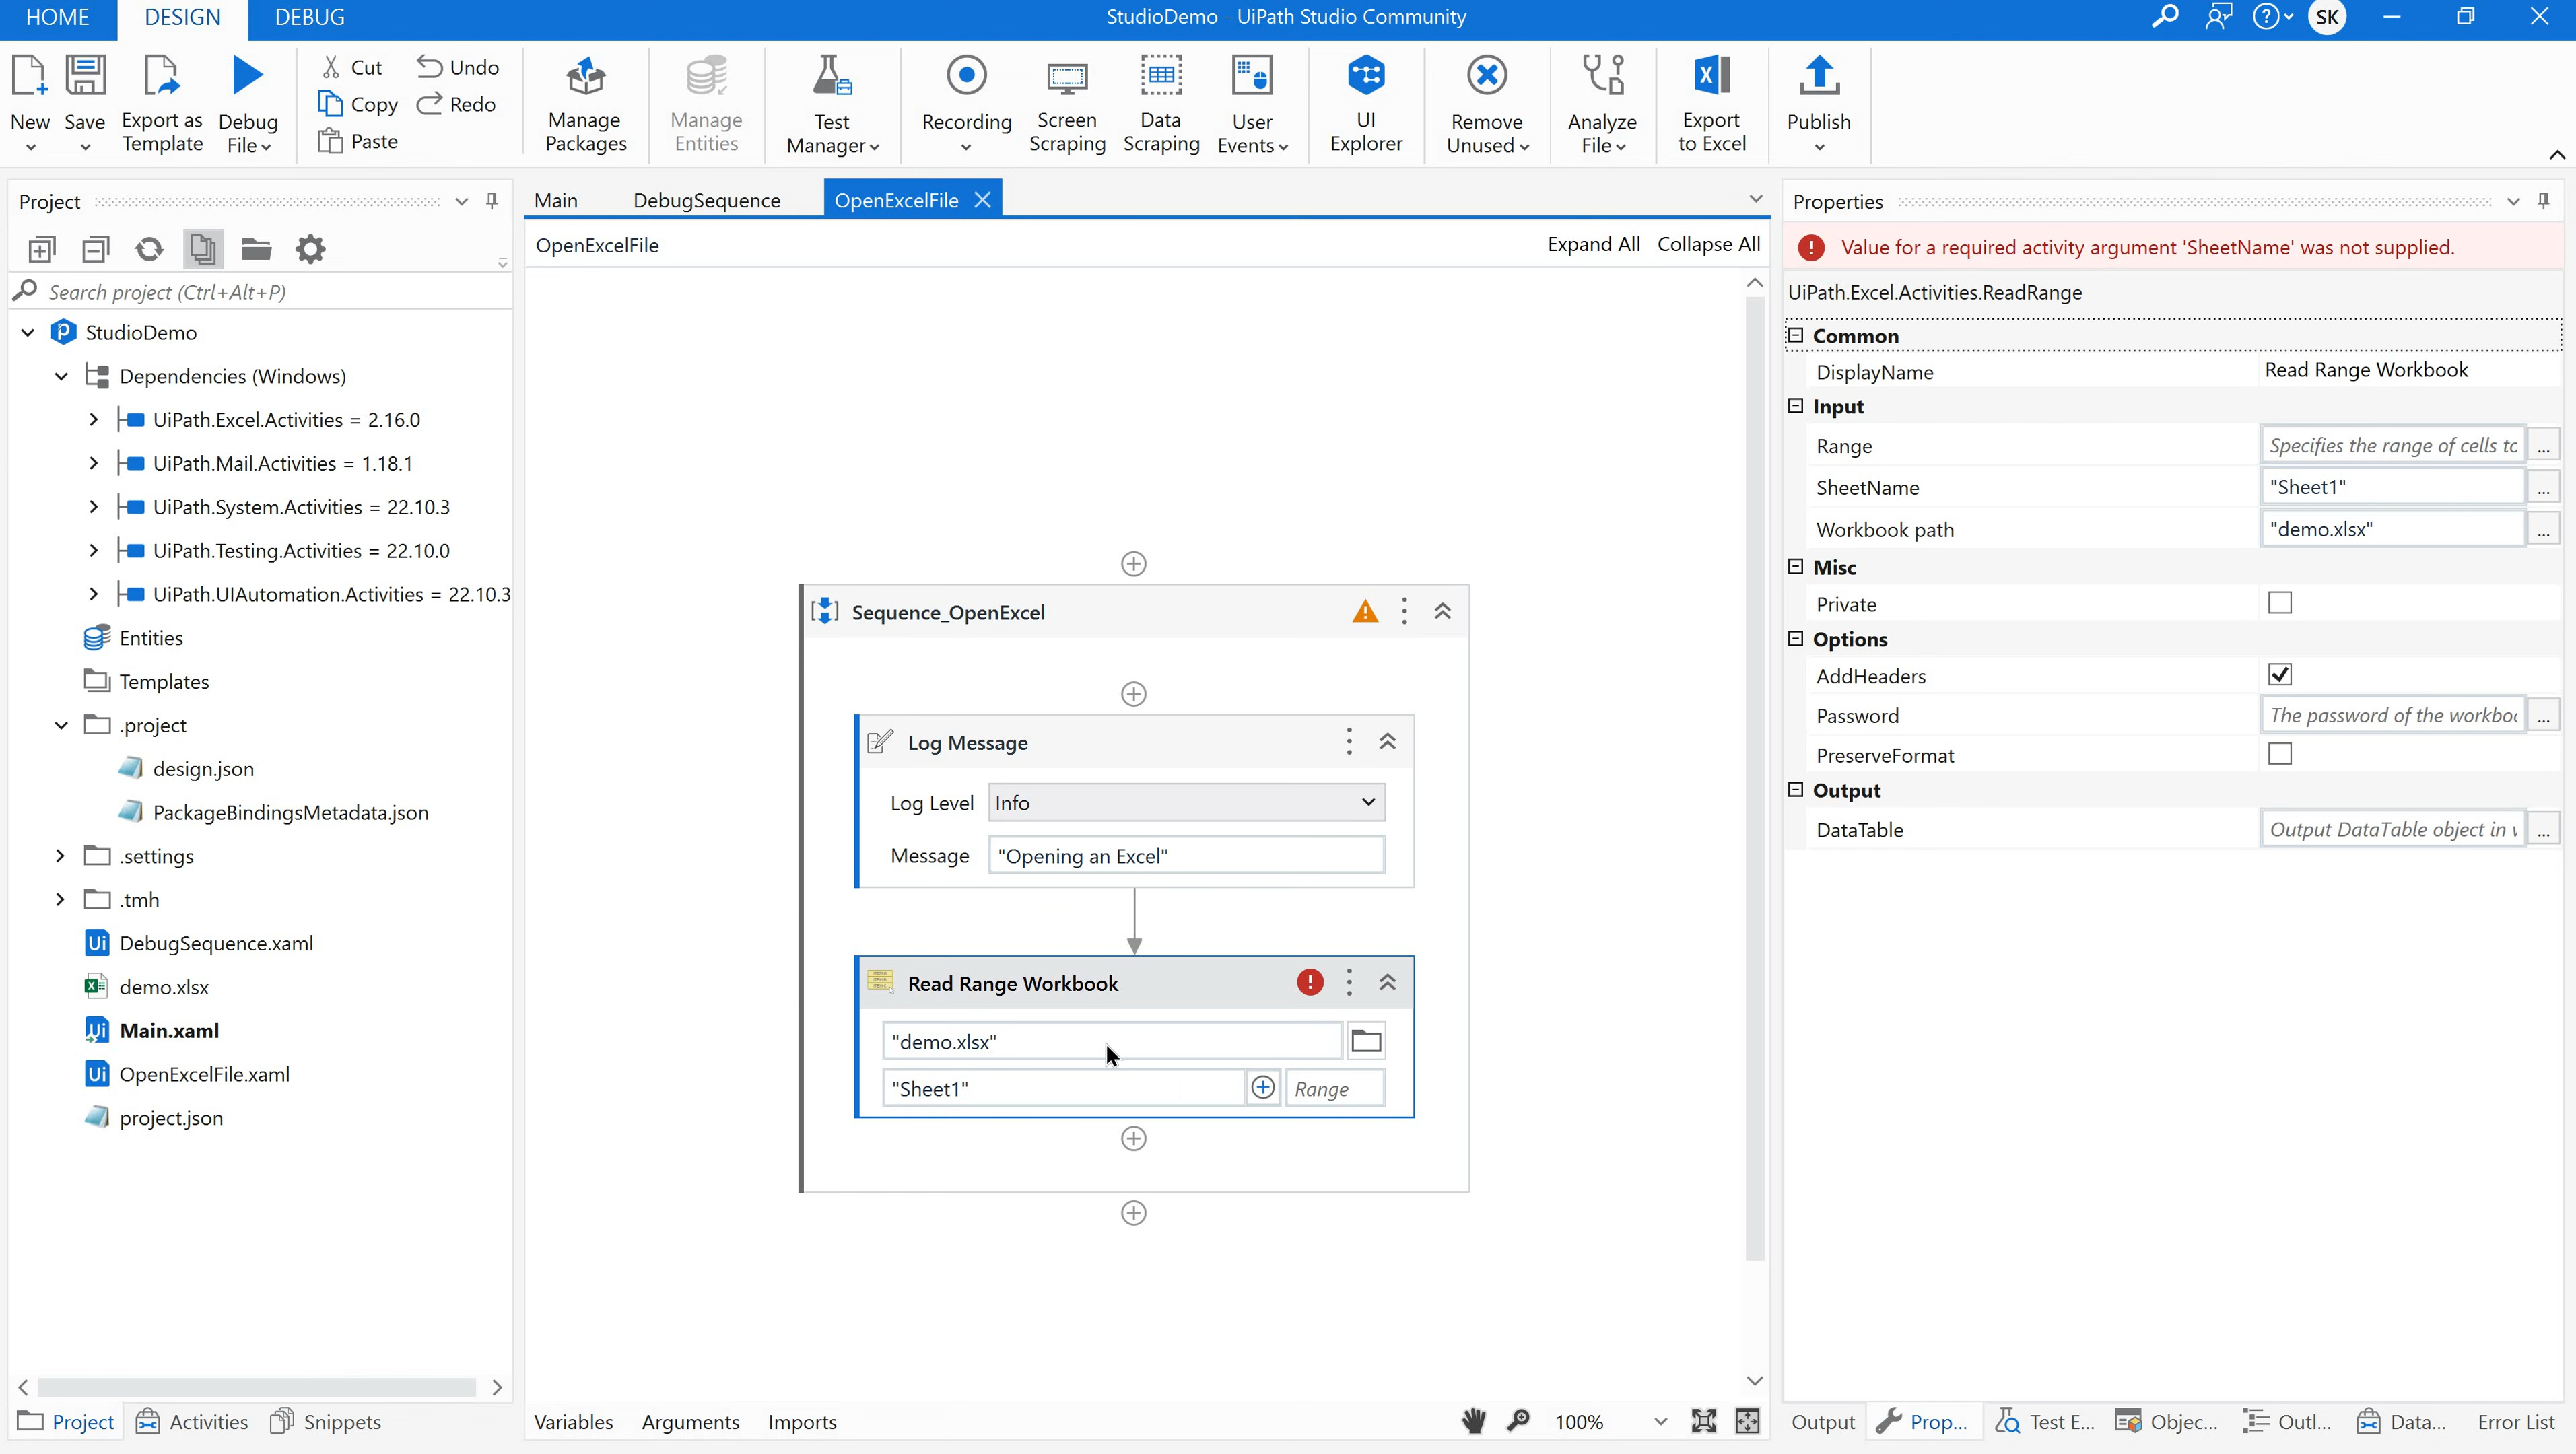 HOME DESIGN DEBUG StudioDemo - UiPath Studio Community SK
New Save Export as Template Debug File Cut Copy Paste Undo Redo Manage Packages Manage Entities Test Manager Recording Screen Scraping Data Scraping User Events UI Explorer Remove Unused Analyze File Export to Excel Publish
Project
Search project (Ctrl+Alt+P)
StudioDemo
Dependencies (Windows)
UiPath.Excel.Activities = 2.16.0
UiPath.Mail.Activities = 1.18.1
UiPath.System.Activities = 22.10.3
UiPath.Testing.Activities = 22.10.0
UiPath.UIAutomation.Activities = 22.10.3
Entities
Templates
.project
design.json
PackageBindingsMetadata.json
.settings
.tmh
DebugSequence.xaml
demo.xlsx
Main.xaml
OpenExcelFile.xaml
project.json
Project Activities Snippets
Main DebugSequence OpenExcelFile
OpenExcelFile Expand All Collapse All
Sequence_OpenExcel
Log Message
Log Level Info
Message "Opening an Excel"
Read Range Workbook
"demo.xlsx"
"Sheet1" Range
Variables Arguments Imports 100%
Properties
Value for a required activity argument 'SheetName' was not supplied.
UiPath.Excel.Activities.ReadRange
Common
DisplayName Read Range Workbook
Input
Range Specifies the range of cells to ...
SheetName "Sheet1" ...
Workbook path "demo.xlsx" ...
Misc
Private
Options
AddHeaders
Password The password of the workboo ...
PreserveFormat
Output
DataTable Output DataTable object in ...
Output Prop... Test E... Objec... Outl... Data... Error List